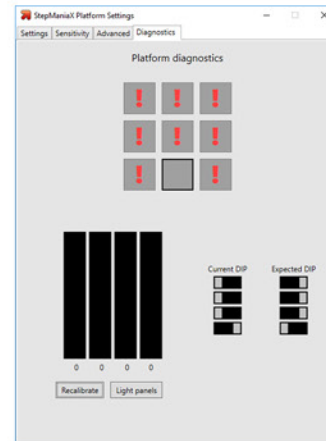 StepManiaX Platform Settings
Settings Sensitivity Advanced Diagnostics
Platform diagnostics
! ! !
! ! !
! !
Current DIP Expected DIP
0 0 0 0
Recalibrate Light panels